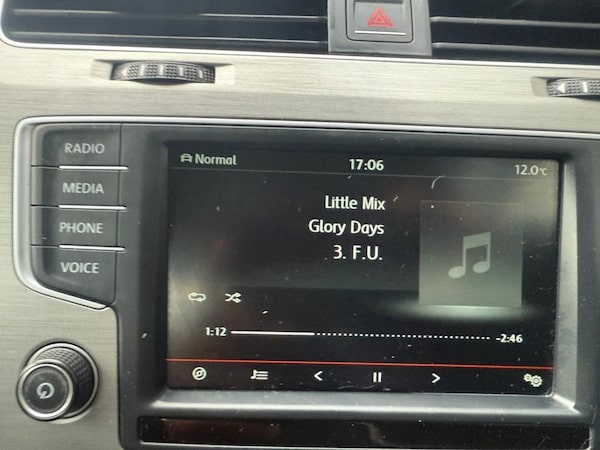 RADIO
MEDIA
PHONE
VOICE
Normal 17:06 12.0°C
Little Mix
Glory Days
3. F.U.
1:12 -2:46